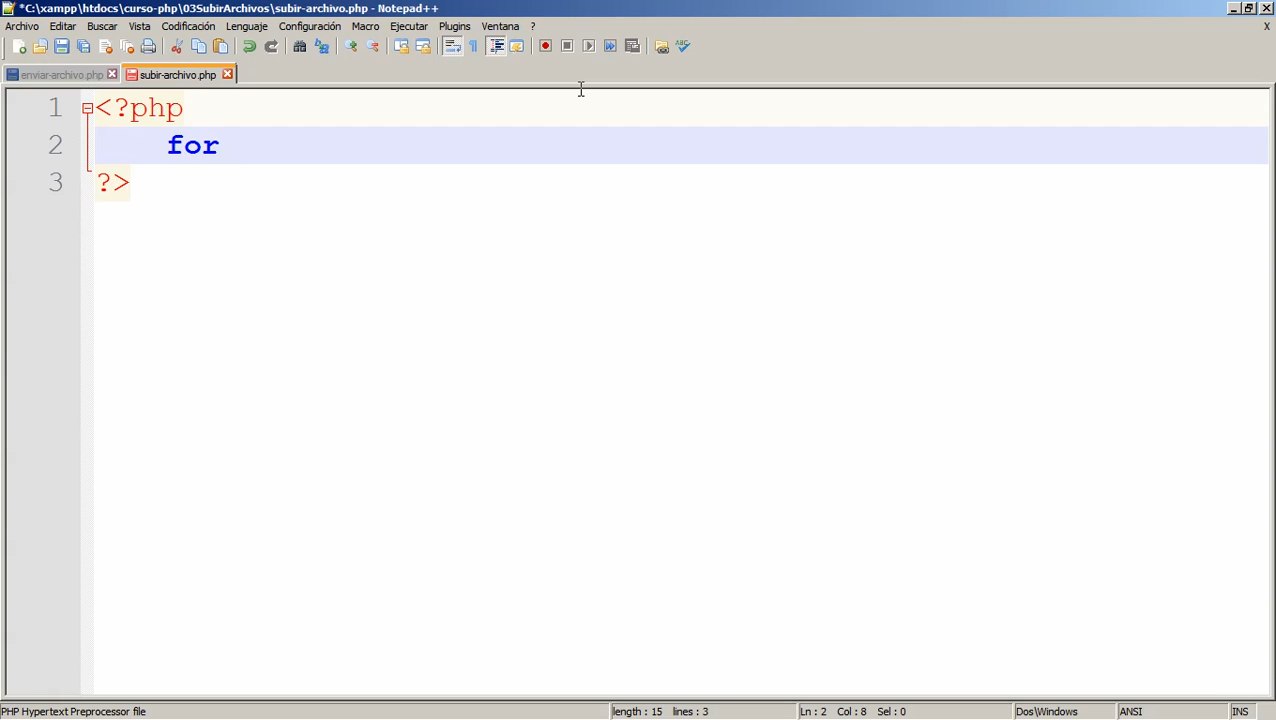 *C:\xampp\htdocs\curso-php\03SubirArchivos\subir-archivo.php - Notepad++
Archivo Editar Buscar Vista Codificación Lenguaje Configuración Macro Ejecutar Plugins Ventana ? X
enviar-archivo.php subir-archivo.php
1 <?php
2 for
3 ?>
PHP Hypertext Preprocessor file length : 15 lines : 3 Ln : 2 Col : 8 Sel : 0 Dos\Windows ANSI INS